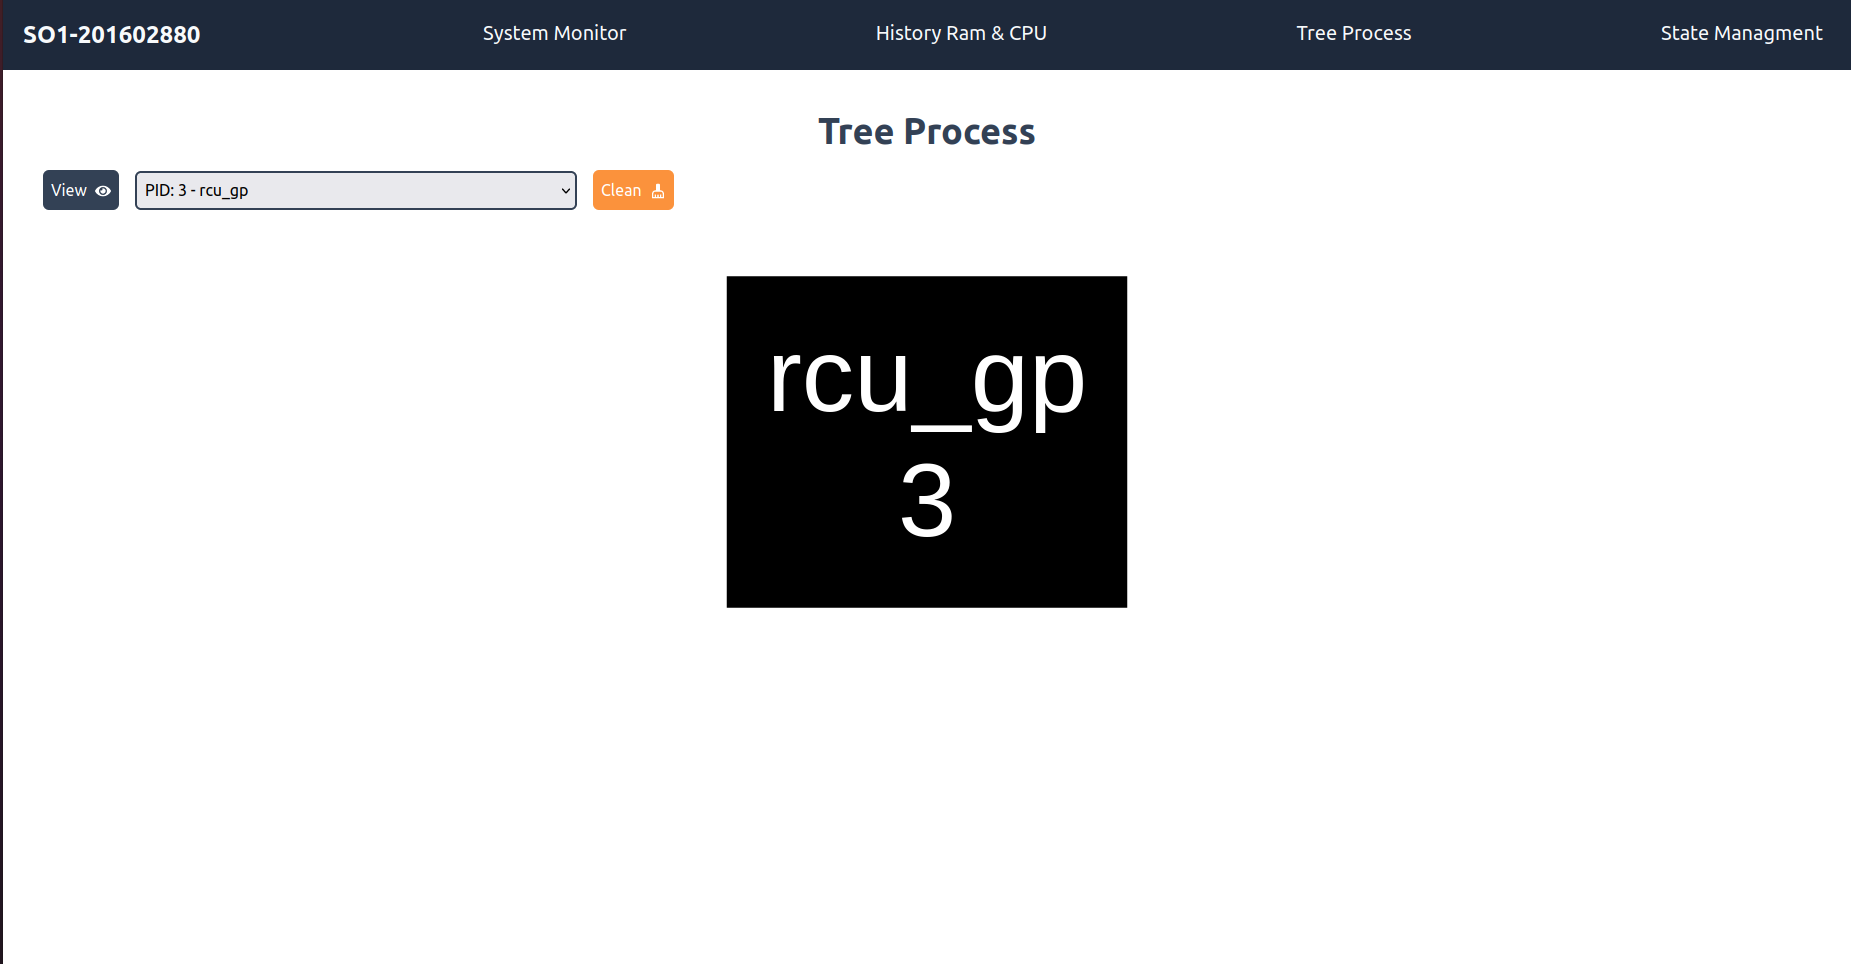 SO1-201602880
System Monitor
History Ram & CPU
Tree Process
State Managment
Tree Process
View
PID: 3 - rcu_gp
Clean
rcu_gp
3